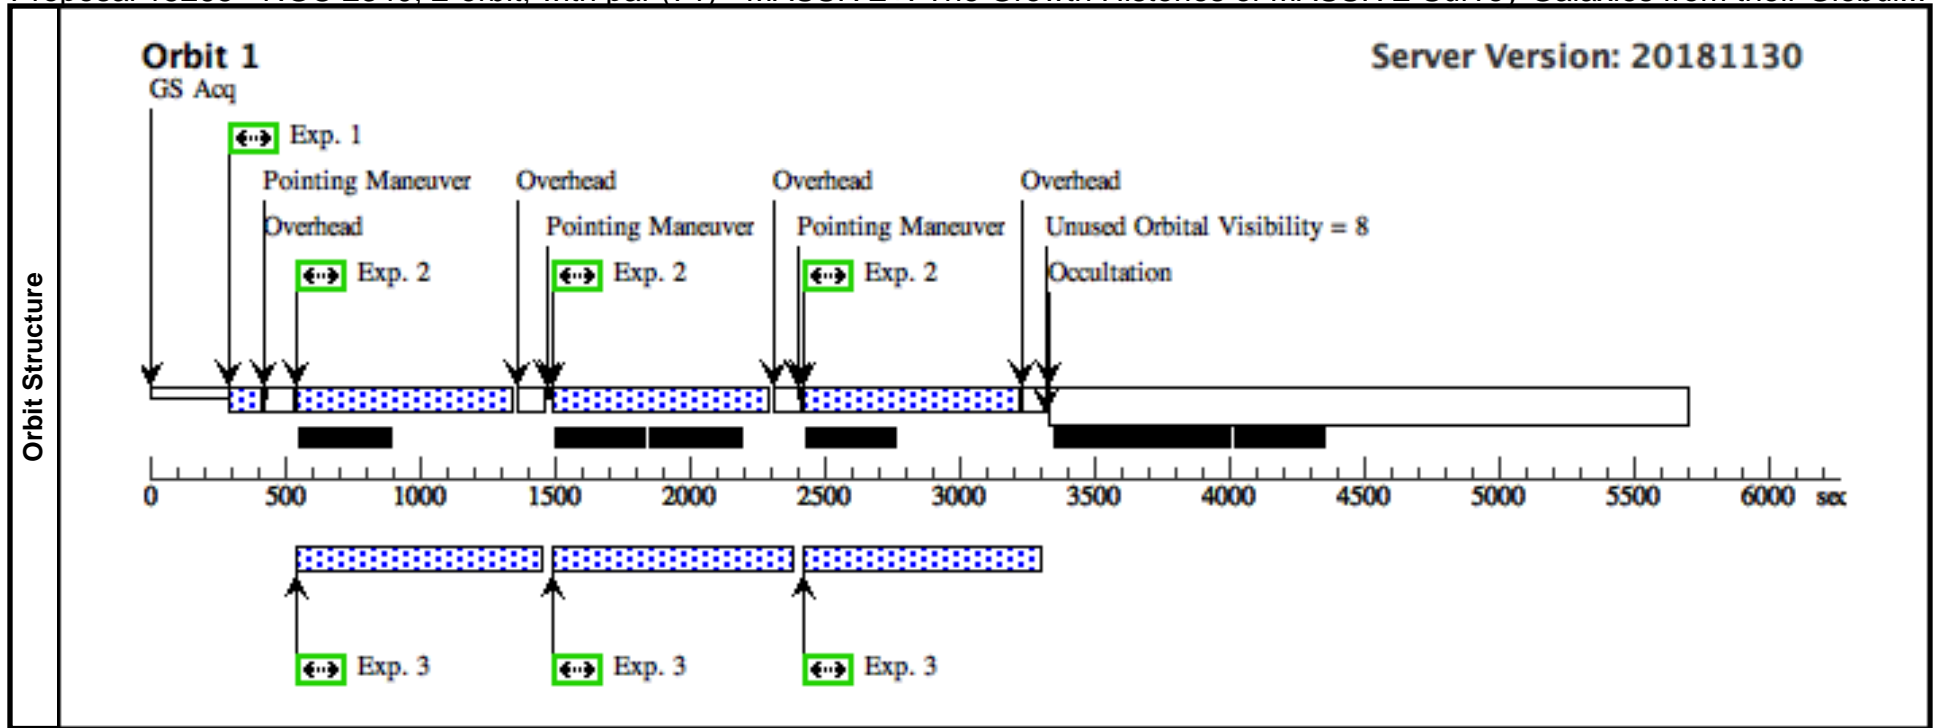 Orbit 1
Server Version: 20181130
GS Acq
Exp. 1
Pointing Maneuver Overhead Overhead Overhead
Overhead Pointing Maneuver Pointing Maneuver Unused Orbital Visibility = 8
Exp. 2 Exp. 2 Exp. 2 Occultation
Orbit Structure
0 500 1000 1500 2000 2500 3000 3500 4000 4500 5000 5500 6000 sec
Exp. 3 Exp. 3 Exp. 3